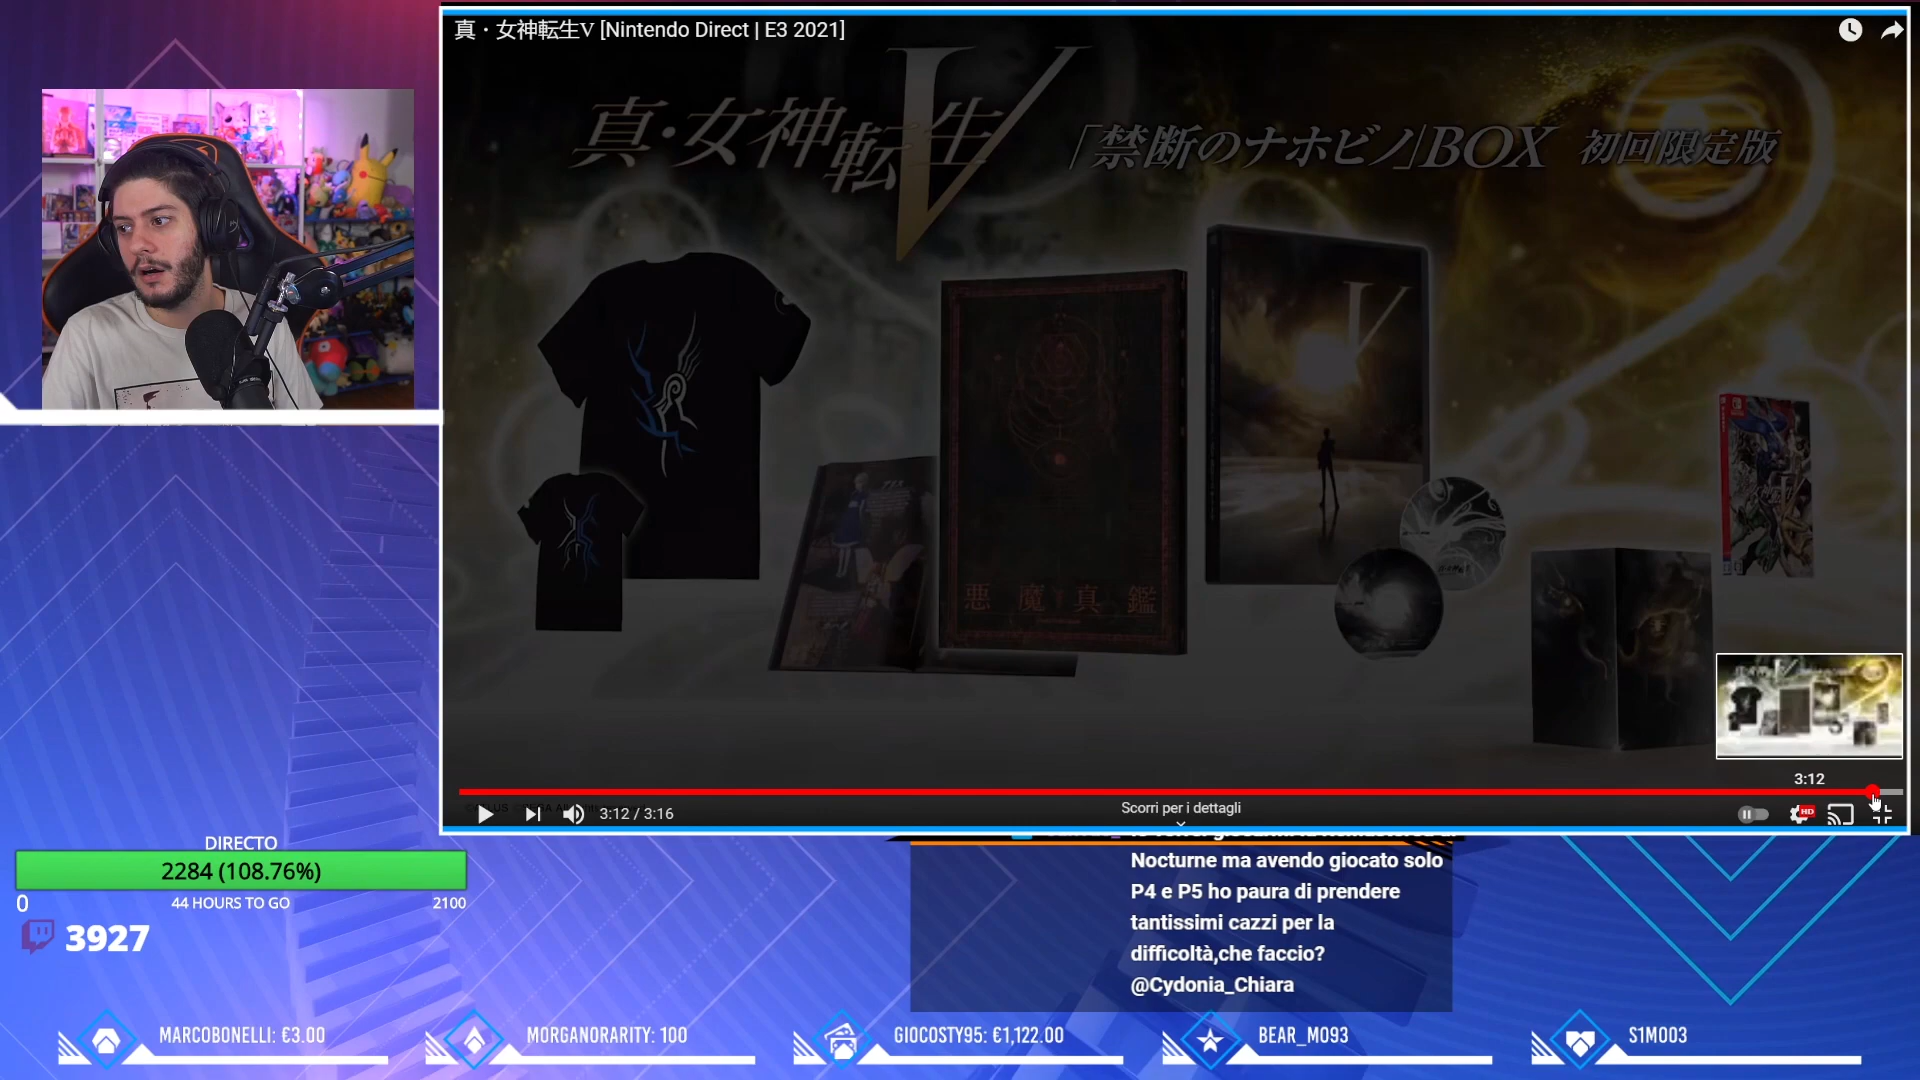 真・女神転生V [Nintendo Direct | E3 2021]
真・女神転生V
「禁断のナホビノ」BOX 初回限定版
悪魔真鑑
3:12
Scorri per i dettagli
3:12 / 3:16
HD
DIRECTO
2284 (108.76%)
0
44 HOURS TO GO
2100
3927
Nocturne ma avendo giocato solo
P4 e P5 ho paura di prendere
tantissimi cazzi per la
difficoltà,che faccio?
@Cydonia_Chiara
MARCOBONELLI: €3.00
MORGANORARITY: 100
GIOCOSTY95: €1,122.00
BEAR_M093
S1M003